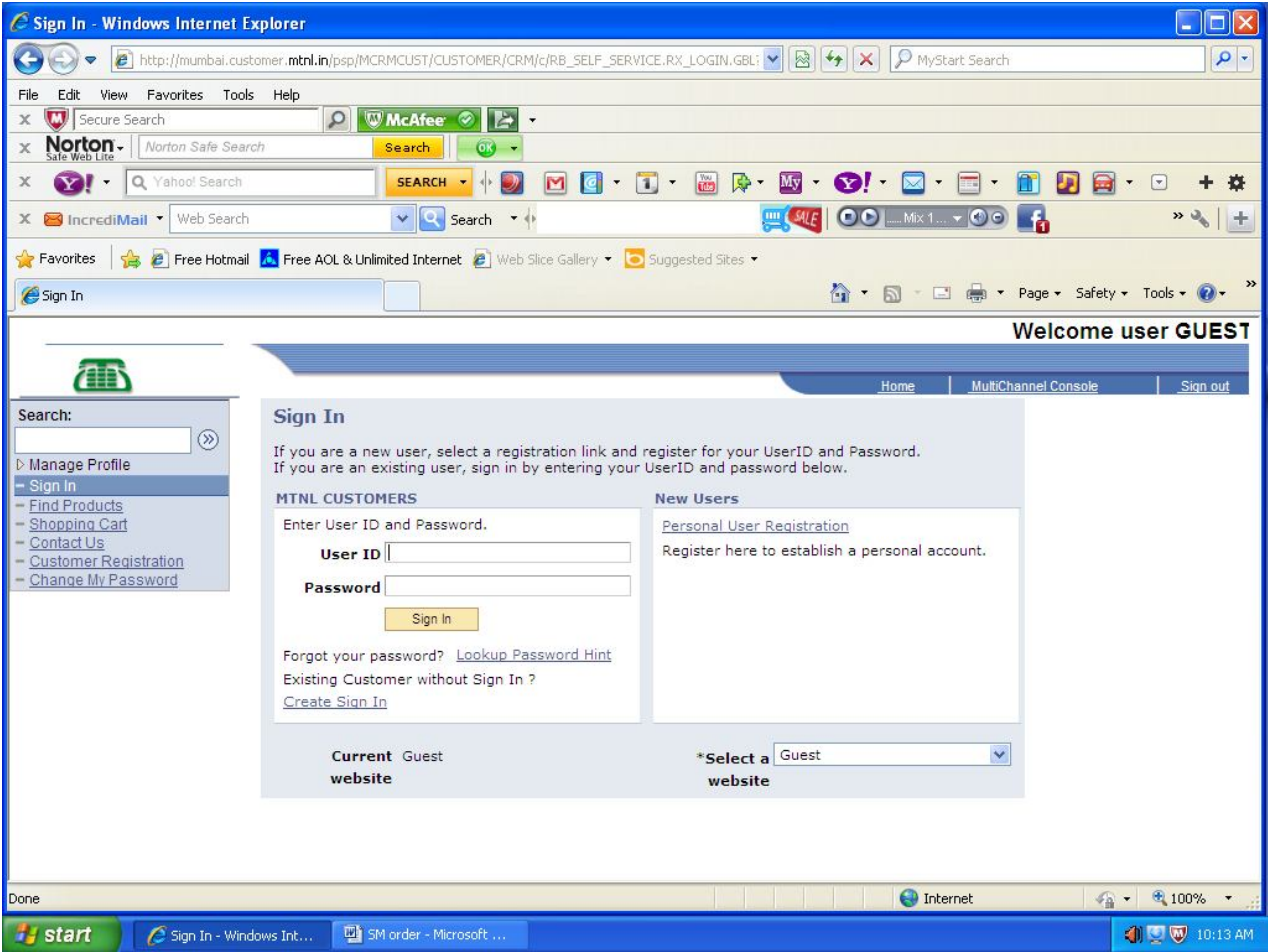 Sign In - Windows Internet Explorer
http://mumbai.customer.mtnl.in/psp/MCRMCUST/CUSTOMER/CRM/c/RB_SELF_SERVICE.RX_LOGIN.GBL?
MyStart Search
File Edit View Favorites Tools Help
x Secure Search McAfee
x Norton Safe Web Lite Norton Safe Search Search OK
x Y! Yahoo! Search SEARCH 1 You Tube My Y!
x IncrediMail Web Search Search SALE ..... Mix 1... f 1 »
Favorites Free Hotmail Free AOL & Unlimited Internet Web Slice Gallery Suggested Sites
Sign In Page Safety Tools »
Welcome user GUEST
Home MultiChannel Console Sign out
Search:
Manage Profile
Sign In
Find Products
Shopping Cart
Contact Us
Customer Registration
Change My Password
Sign In
If you are a new user, select a registration link and register for your UserID and Password.
If you are an existing user, sign in by entering your UserID and password below.
MTNL CUSTOMERS
Enter User ID and Password.
User ID
Password
Sign In
Forgot your password? Lookup Password Hint
Existing Customer without Sign In ?
Create Sign In
New Users
Personal User Registration
Register here to establish a personal account.
Current website Guest
*Select a website Guest
Done Internet 100%
start Sign In - Windows Int... SM order - Microsoft ... 10:13 AM